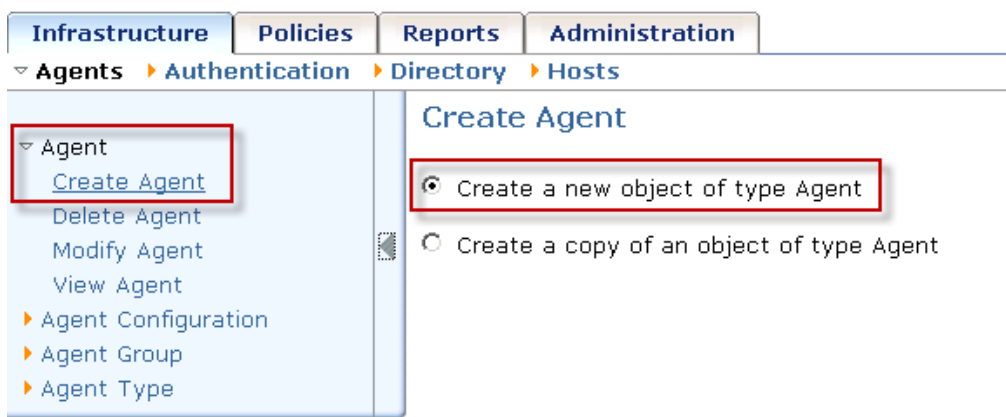 Infrastructure Policies Reports Administration
Agents Authentication Directory Hosts
Agent
Create Agent
Delete Agent
Modify Agent
View Agent
Agent Configuration
Agent Group
Agent Type
Create Agent
Create a new object of type Agent
Create a copy of an object of type Agent